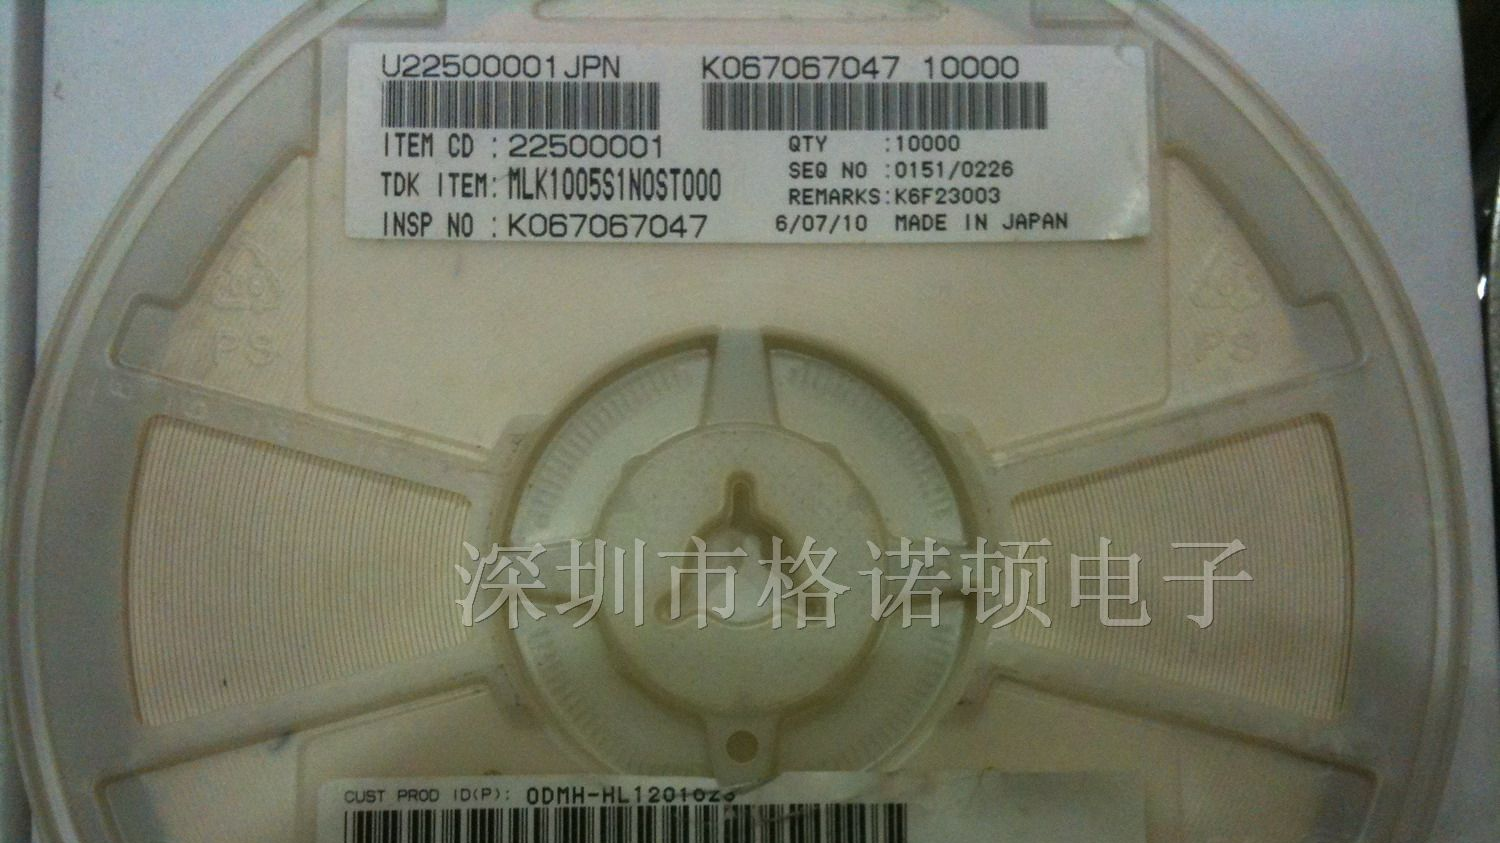 U22500001JPN K067067047 10000
ITEM CD : 22500001
TDK ITEM: MLK1005S1N0ST000
INSP NO : K067067047
QTY :10000
SEQ NO :0151/0226
REMARKS:K6F23003
6/07/10 MADE IN JAPAN
PS
PS
深圳市格诺顿电子
CUST PROD ID(P):